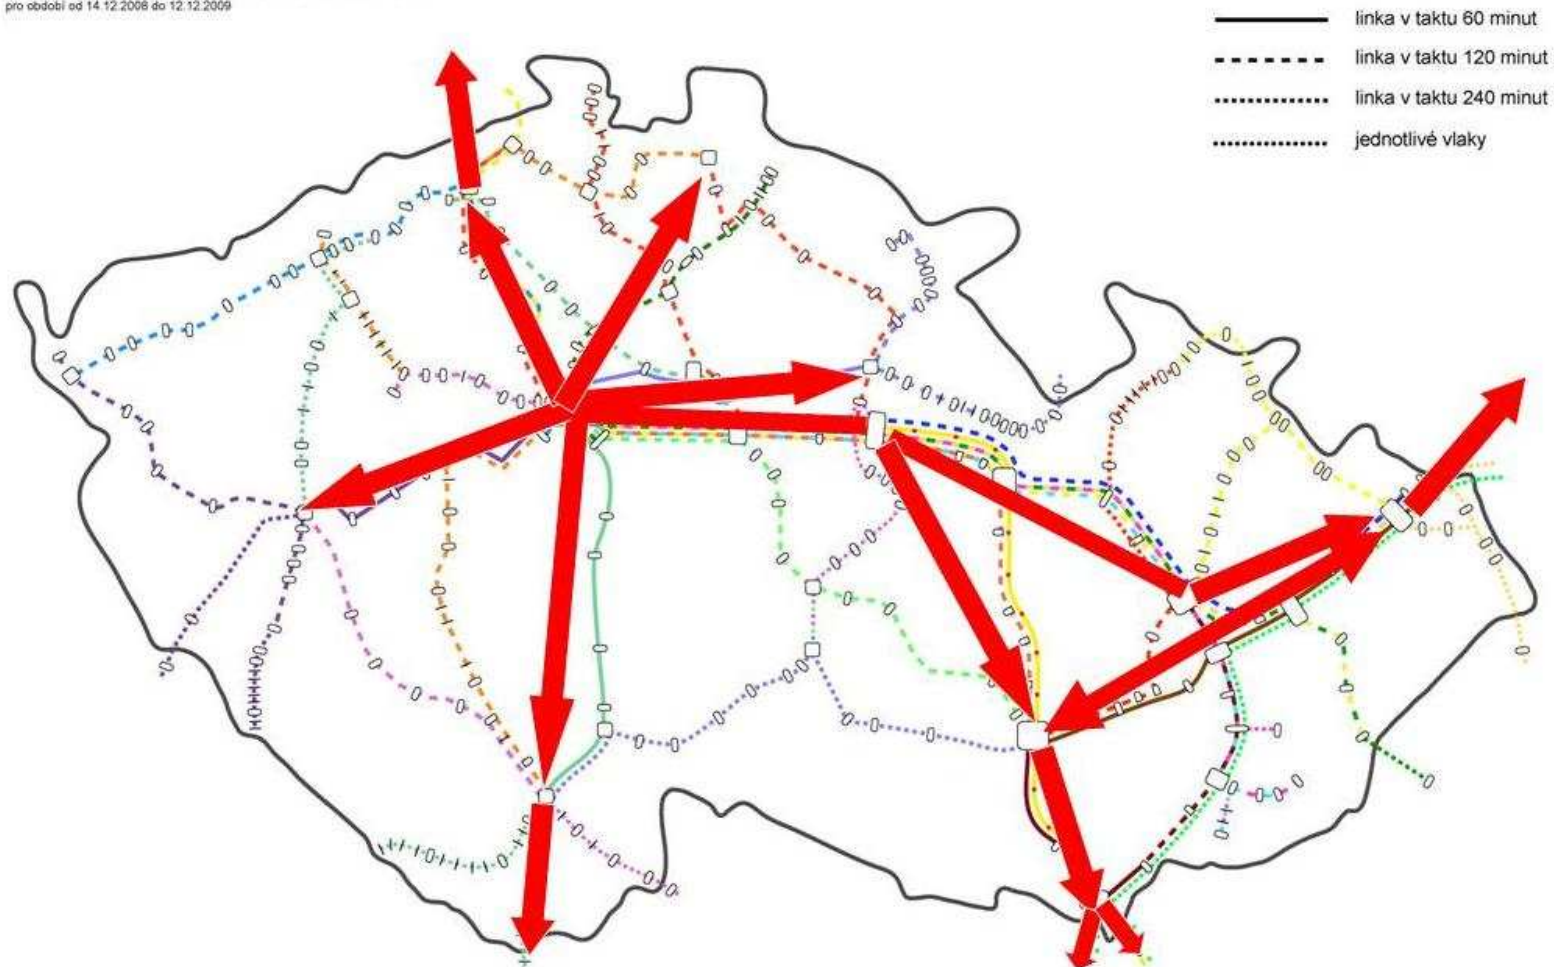 pro období od 14.12.2008 do 12.12.2009
linka v taktu 60 minut
linka v taktu 120 minut
linka v taktu 240 minut
jednotlivé vlaky